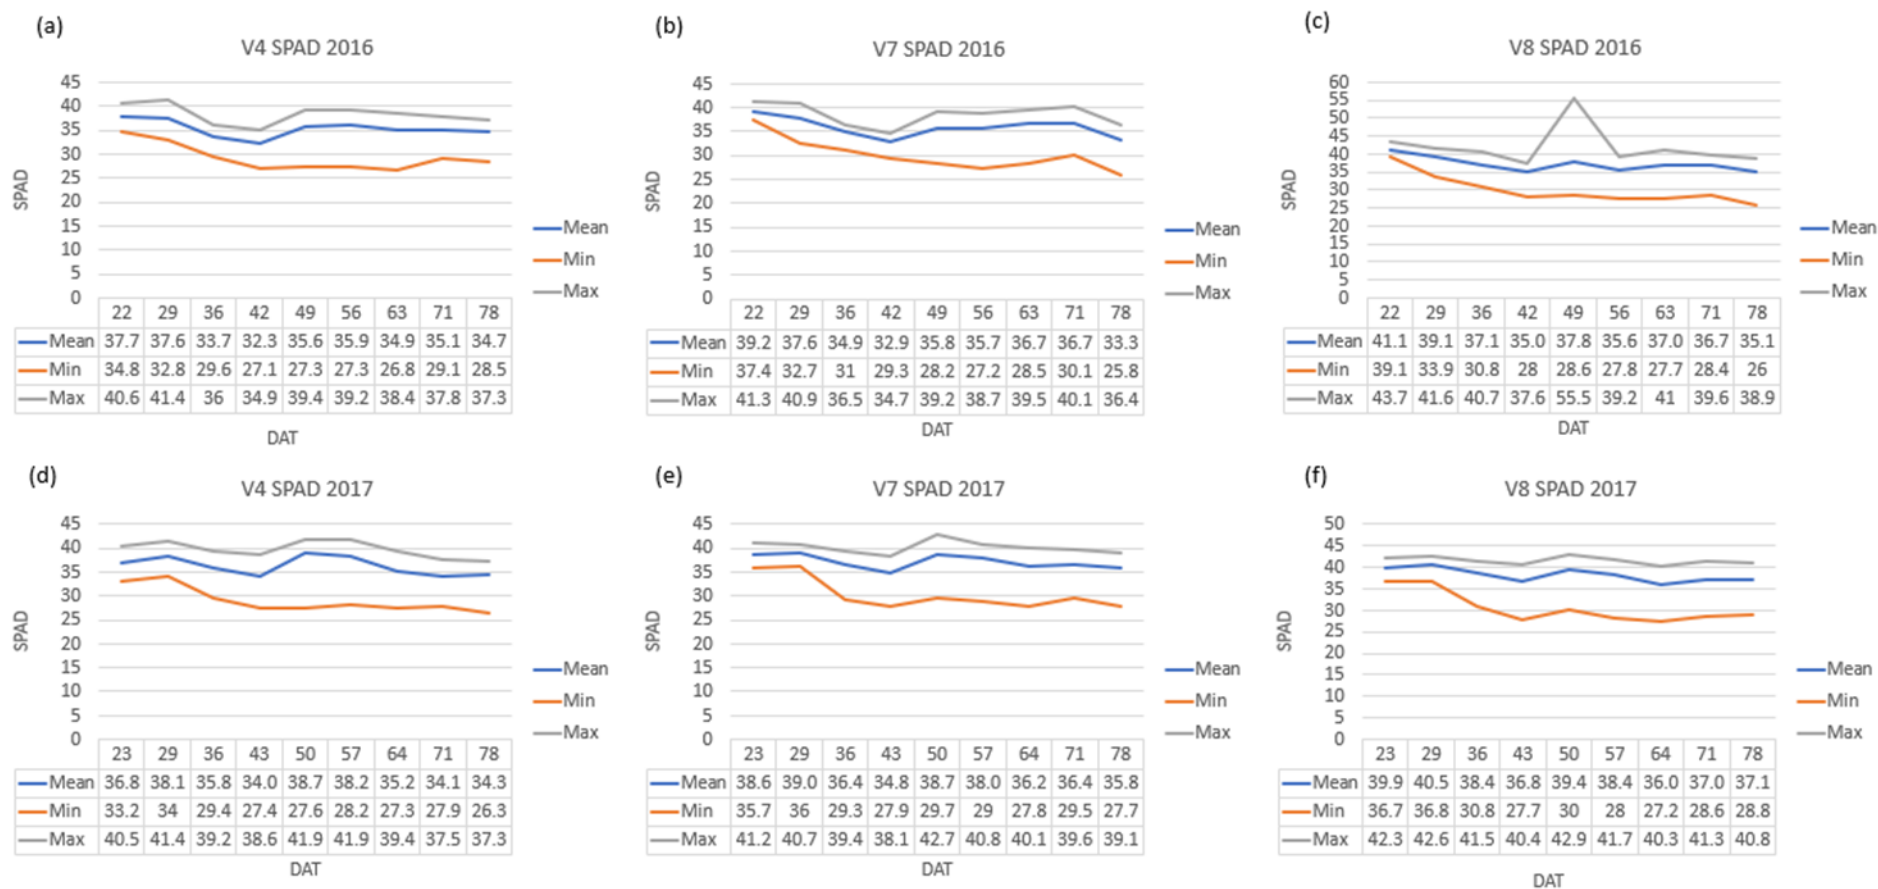 (a)
V4 SPAD 2016
45
40
35
30
25
20
15
10
5
0
SPAD
Mean
Min
Max
22 29 36 42 49 56 63 71 78
Mean 37.7 37.6 33.7 32.3 35.6 35.9 34.9 35.1 34.7
Min 34.8 32.8 29.6 27.1 27.3 27.3 26.8 29.1 28.5
Max 40.6 41.4 36 34.9 39.4 39.2 38.4 37.8 37.3
DAT
(b)
V7 SPAD 2016
45
40
35
30
25
20
15
10
5
0
SPAD
Mean
Min
Max
22 29 36 42 49 56 63 71 78
Mean 39.2 37.6 34.9 32.9 35.8 35.7 36.7 36.7 33.3
Min 37.4 32.7 31 29.3 28.2 27.2 28.5 30.1 25.8
Max 41.3 40.9 36.5 34.7 39.2 38.7 39.5 40.1 36.4
DAT
(c)
V8 SPAD 2016
60
55
50
45
40
35
30
25
20
15
10
5
0
SPAD
Mean
Min
Max
22 29 36 42 49 56 63 71 78
Mean 41.1 39.1 37.1 35.0 37.8 35.6 37.0 36.7 35.1
Min 39.1 33.9 30.8 28 28.6 27.8 27.7 28.4 26
Max 43.7 41.6 40.7 37.6 55.5 39.2 41 39.6 38.9
DAT
(d)
V4 SPAD 2017
45
40
35
30
25
20
15
10
5
0
SPAD
Mean
Min
Max
23 29 36 43 50 57 64 71 78
Mean 36.8 38.1 35.8 34.0 38.7 38.2 35.2 34.1 34.3
Min 33.2 34 29.4 27.4 27.6 28.2 27.3 27.9 26.3
Max 40.5 41.4 39.2 38.6 41.9 41.9 39.4 37.5 37.3
DAT
(e)
V7 SPAD 2017
45
40
35
30
25
20
15
10
5
0
SPAD
Mean
Min
Max
23 29 36 43 50 57 64 71 78
Mean 38.6 39.0 36.4 34.8 38.7 38.0 36.2 36.4 35.8
Min 35.7 36 29.3 27.9 29.7 29 27.8 29.5 27.7
Max 41.2 40.7 39.4 38.1 42.7 40.8 40.1 39.6 39.1
DAT
(f)
V8 SPAD 2017
50
45
40
35
30
25
20
15
10
5
0
SPAD
Mean
Min
Max
23 29 36 43 50 57 64 71 78
Mean 39.9 40.5 38.4 36.8 39.4 38.4 36.0 37.0 37.1
Min 36.7 36.8 30.8 27.7 30 28 27.2 28.6 28.8
Max 42.3 42.6 41.5 40.4 42.9 41.7 40.3 41.3 40.8
DAT